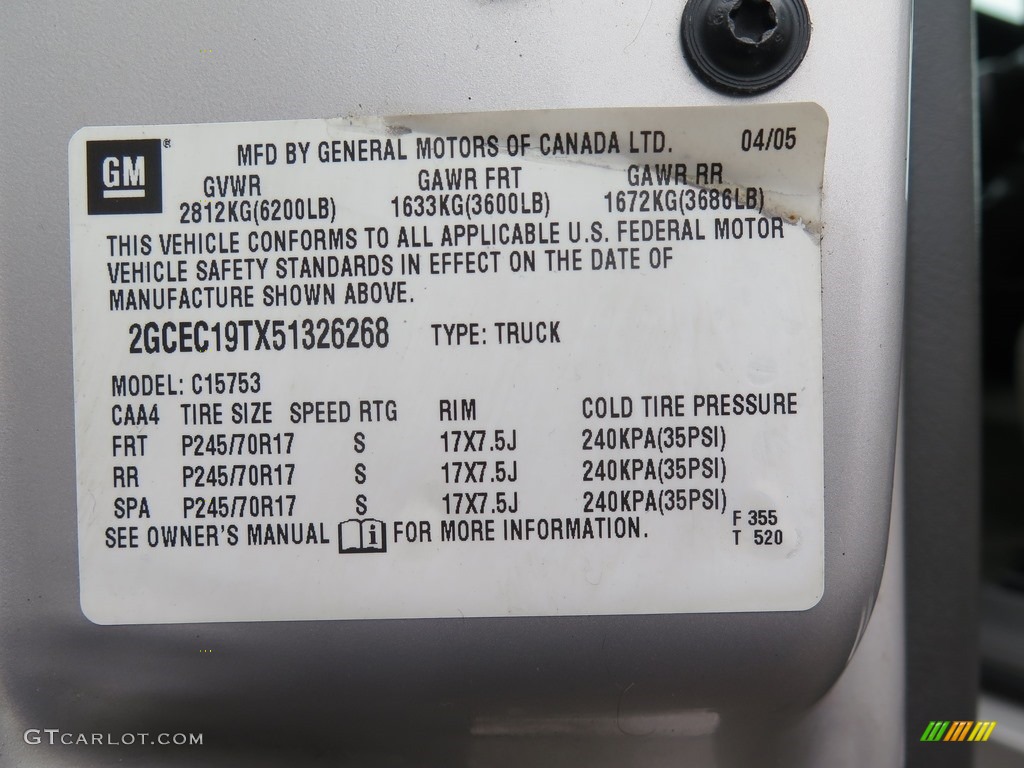 GM ® MFD BY GENERAL MOTORS OF CANADA LTD. 04/05
GVWR GAWR FRT GAWR RR
2812KG(6200LB) 1633KG(3600LB) 1672KG(3686LB)
THIS VEHICLE CONFORMS TO ALL APPLICABLE U.S. FEDERAL MOTOR
VEHICLE SAFETY STANDARDS IN EFFECT ON THE DATE OF
MANUFACTURE SHOWN ABOVE.
2GCEC19TX51326268 TYPE: TRUCK
MODEL: C15753
CAA4 TIRE SIZE SPEED RTG RIM COLD TIRE PRESSURE
FRT P245/70R17 S 17X7.5J 240KPA(35PSI)
RR P245/70R17 S 17X7.5J 240KPA(35PSI)
SPA P245/70R17 S 17X7.5J 240KPA(35PSI)
SEE OWNER'S MANUAL i FOR MORE INFORMATION.
F 355
T 520
GTCARLOT.COM